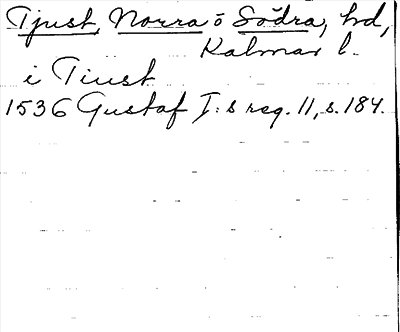 Tjust, Norra o Södra, hd,
Kalmar l.
i Tiust
1536 Gustaf I:s reg. 11, s. 184.